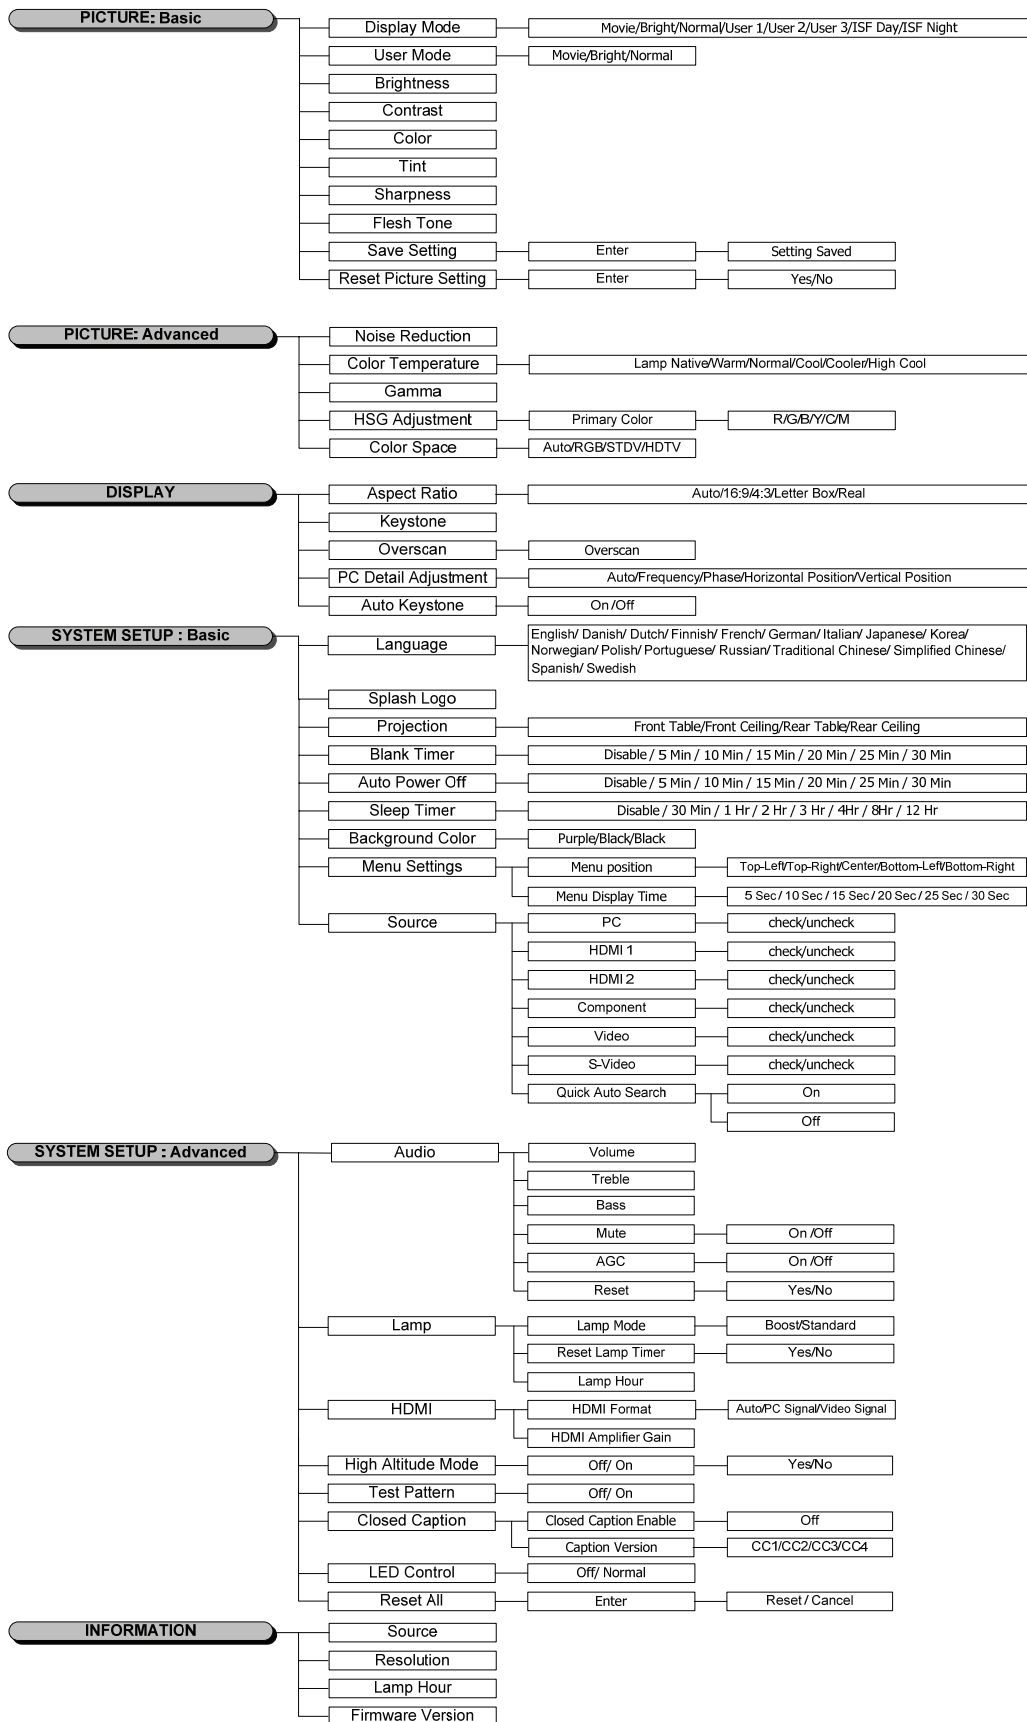 PICTURE: Basic
Display Mode
Movie/Bright/Normal/User 1/User 2/User 3/ISF Day/ISF Night
User Mode
Movie/Bright/Normal
Brightness
Contrast
Color
Tint
Sharpness
Flesh Tone
Save Setting
Enter
Setting Saved
Reset Picture Setting
Enter
Yes/No
PICTURE: Advanced
Noise Reduction
Color Temperature
Lamp Native/Warm/Normal/Cool/Cooler/High Cool
Gamma
HSG Adjustment
Primary Color
R/G/B/Y/C/M
Color Space
Auto/RGB/STDV/HDTV
DISPLAY
Aspect Ratio
Auto/16:9/4:3/Letter Box/Real
Keystone
Overscan
Overscan
PC Detail Adjustment
Auto/Frequency/Phase/Horizontal Position/Vertical Position
Auto Keystone
On /Off
SYSTEM SETUP : Basic
Language
English/ Danish/ Dutch/ Finnish/ French/ German/ Italian/ Japanese/ Korea/
Norwegian/ Polish/ Portuguese/ Russian/ Traditional Chinese/ Simplified Chinese/
Spanish/ Swedish
Splash Logo
Projection
Front Table/Front Ceiling/Rear Table/Rear Ceiling
Blank Timer
Disable / 5 Min / 10 Min / 15 Min / 20 Min / 25 Min / 30 Min
Auto Power Off
Disable / 5 Min / 10 Min / 15 Min / 20 Min / 25 Min / 30 Min
Sleep Timer
Disable / 30 Min / 1 Hr / 2 Hr / 3 Hr / 4Hr / 8Hr / 12 Hr
Background Color
Purple/Black/Black
Menu Settings
Menu position
Top-Left/Top-Right/Center/Bottom-Left/Bottom-Right
Menu Display Time
5 Sec / 10 Sec / 15 Sec / 20 Sec / 25 Sec / 30 Sec
Source
PC
check/uncheck
HDMI 1
check/uncheck
HDMI 2
check/uncheck
Component
check/uncheck
Video
check/uncheck
S-Video
check/uncheck
Quick Auto Search
On
Off
SYSTEM SETUP : Advanced
Audio
Volume
Treble
Bass
Mute
On /Off
AGC
On /Off
Reset
Yes/No
Lamp
Lamp Mode
Boost/Standard
Reset Lamp Timer
Yes/No
Lamp Hour
HDMI
HDMI Format
Auto/PC Signal/Video Signal
HDMI Amplifier Gain
High Altitude Mode
Off/ On
Yes/No
Test Pattern
Off/ On
Closed Caption
Closed Caption Enable
Off
Caption Version
CC1/CC2/CC3/CC4
LED Control
Off/ Normal
Reset All
Enter
Reset / Cancel
INFORMATION
Source
Resolution
Lamp Hour
Firmware Version